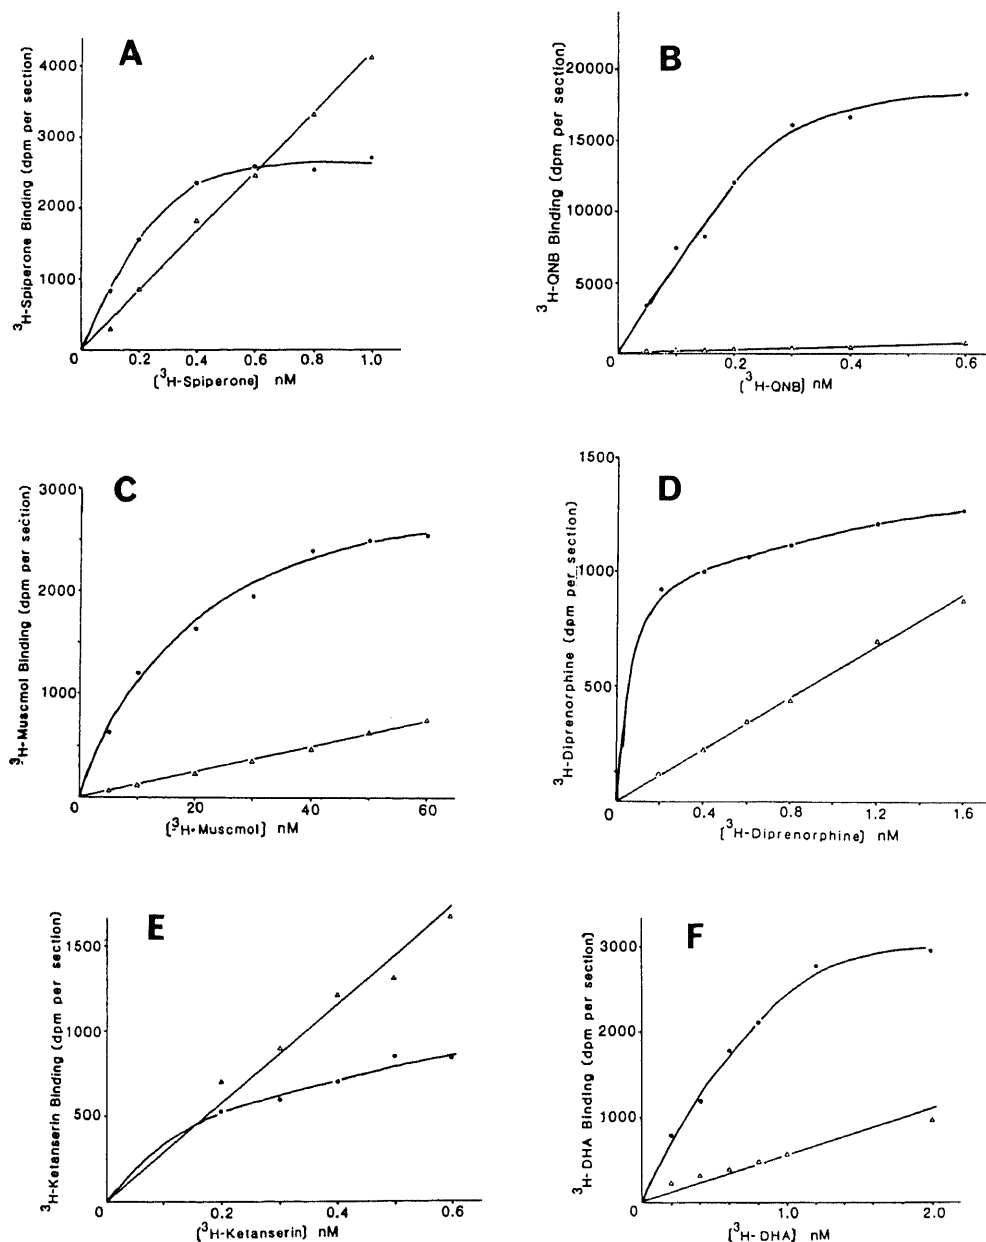 A
³H-Spiperone Binding (dpm per section)
4000
3000
2000
1000
0
0.2
0.4
0.6
0.8
1.0
[³H-Spiperone] nM
B
³H-QNB Binding (dpm per section)
20000
15000
10000
5000
0
0.2
0.4
0.6
[³H-QNB] nM
C
³H-Muscmol Binding (dpm per section)
3000
2000
1000
0
20
40
60
[³H-Muscmol] nM
D
³H-Diprenorphine (dpm per section)
1500
1000
500
0
0.4
0.8
1.2
1.6
[³H-Diprenorphine] nM
E
³H-Ketanserin Binding (dpm per section)
1500
1000
500
0
0.2
0.4
0.6
[³H-Ketanserin] nM
F
³H-DHA Binding (dpm per section)
3000
2000
1000
0
1.0
2.0
[³H-DHA] nM